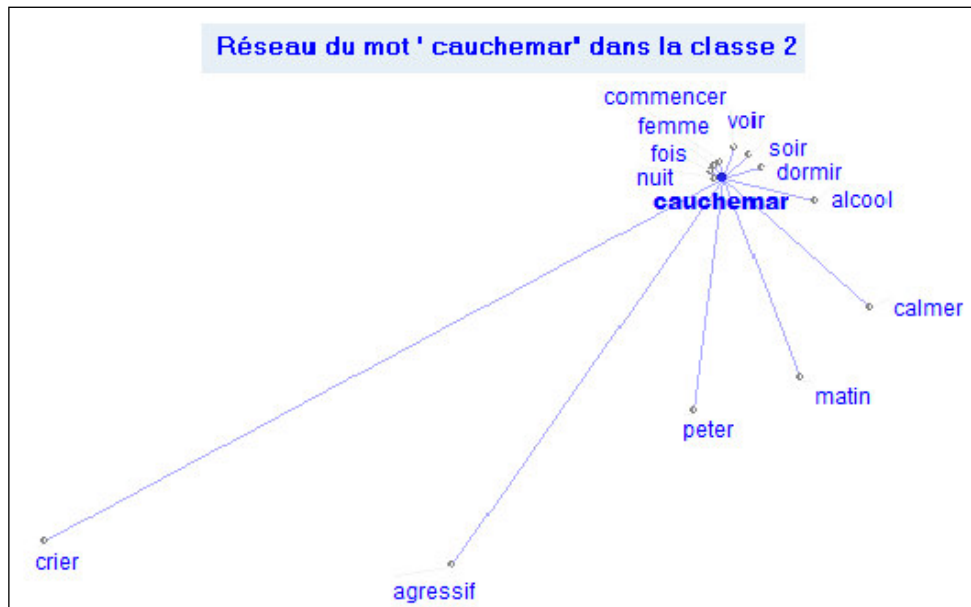 Réseau du mot ' cauchemar" dans la classe 2
commencer
femme
voir
fois
soir
nuit
dormir
cauchemar
alcool
calmer
matin
peter
crier
agressif